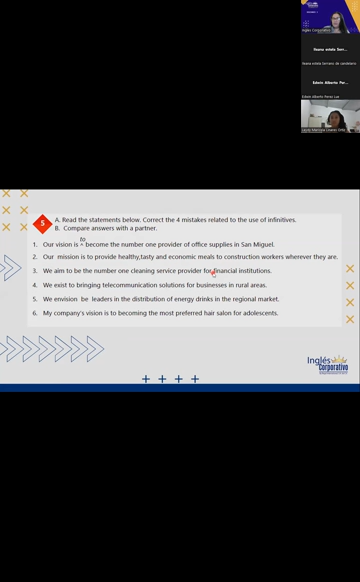 Inglés Corporativo
Ileana estela Serr...
Ileana estela Serrano de candelario
Edwin Alberto Per...
Edwin Alberto Perez Lue
5
A. Read the statements below. Correct the 4 mistakes related to the use of infinitives.
B. Compare answers with a partner.
to
1. Our vision is ^ become the number one provider of office supplies in San Miguel.
2. Our mission is to provide healthy,tasty and economic meals to construction workers wherever they are.
3. We aim to be the number one cleaning service provider for financial institutions.
4. We exist to bringing telecommunication solutions for businesses in rural areas.
5. We envision be leaders in the distribution of energy drinks in the regional market.
6. My company's vision is to becoming the most preferred hair salon for adolescents.
Inglés
Corporativo